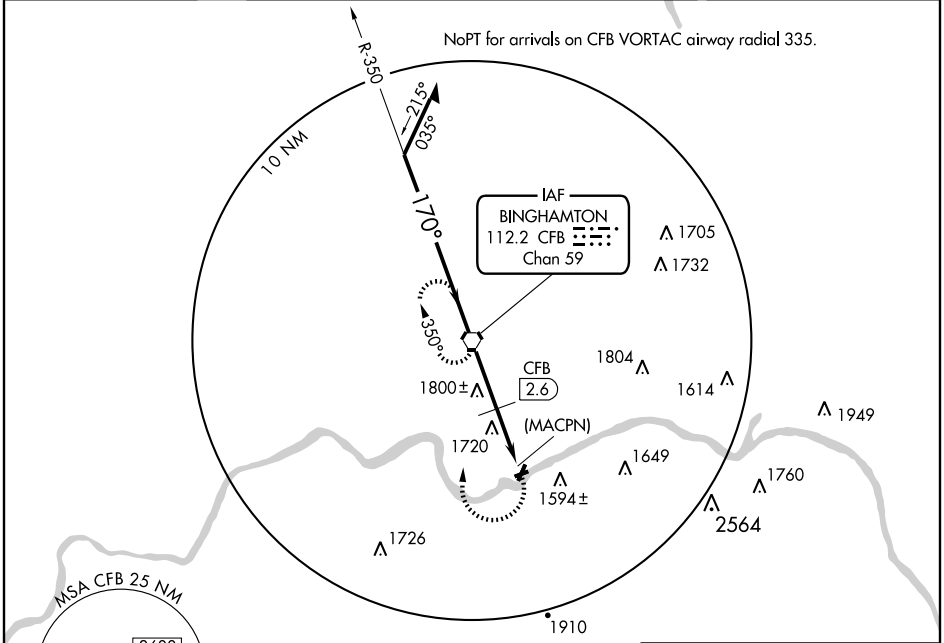 NoPT for arrivals on CFB VORTAC airway radial 335.
R-350
215°
035°
10 NM
170°
IAF
BINGHAMTON
112.2 CFB
Chan 59
1705
1732
350°
1804
1614
CFB
2.6
1800±
1949
(MACPN)
1720
1649
1760
1594±
2564
1726
MSA CFB 25 NM
1910